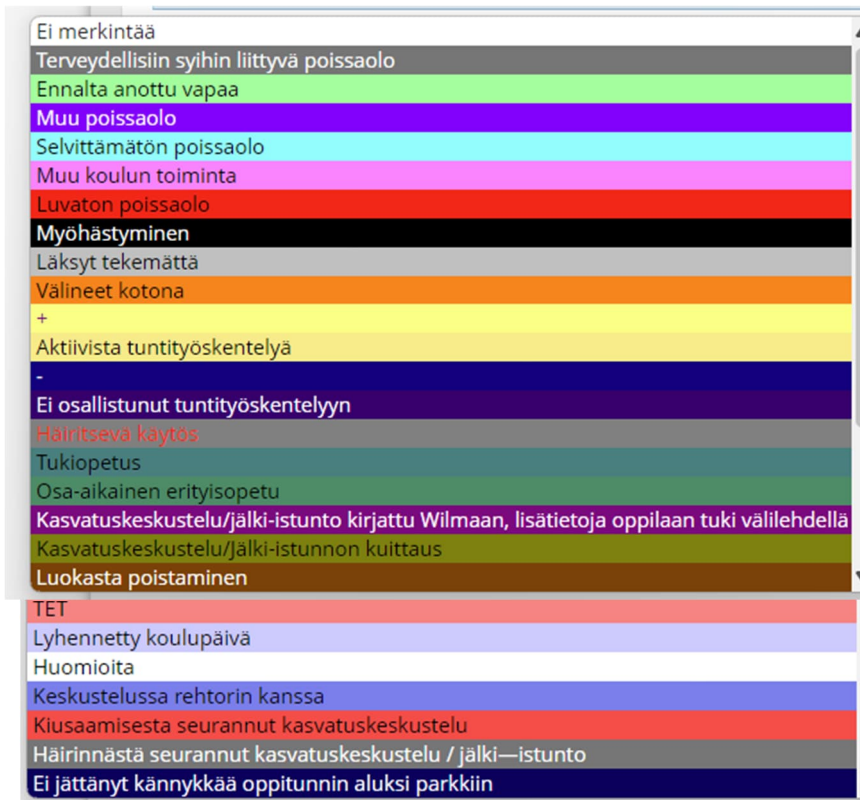 Ei merkintää
Terveydellisiin syihin liittyvä poissaolo
Ennalta anottu vapaa
Muu poissaolo
Selvittämätön poissaolo
Muu koulun toiminta
Luvaton poissaolo
Myöhästyminen
Läksyt tekemättä
Välineet kotona
+
Aktiivista tuntityöskentelyä
-
Ei osallistunut tuntityöskentelyyn
Häiritsevä käytös
Tukiopetus
Osa-aikainen erityisopetu
Kasvatuskeskustelu/jälki-istunto kirjattu Wilmaan, lisätietoja oppilaan tuki välilehdellä
Kasvatuskeskustelu/Jälki-istunnon kuittaus
Luokasta poistaminen
TET
Lyhennetty koulupäivä
Huomioita
Keskustelussa rehtorin kanssa
Kiusaamisesta seurannut kasvatuskeskustelu
Häirinnästä seurannut kasvatuskeskustelu / jälki—istunto
Ei jättänyt kännykkää oppitunnin aluksi parkkiin